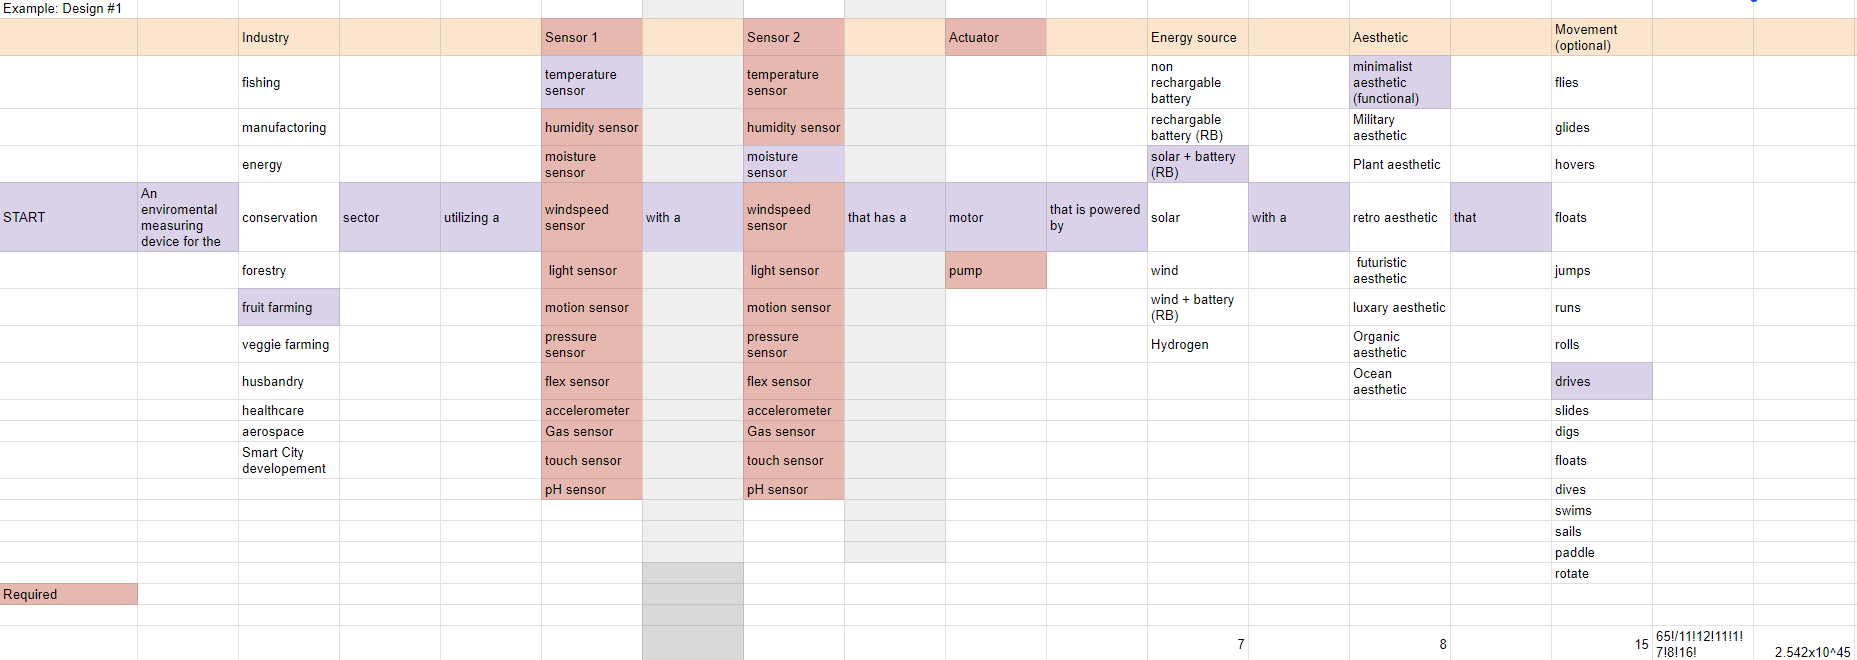 Example: Design #1
Industry Sensor 1 Sensor 2 Actuator Energy source Aesthetic Movement
(optional)
fishing temperature
sensor temperature
sensor non
rechargable
battery minimalist
aesthetic
(functional) flies
manufactoring humidity sensor humidity sensor rechargable
battery (RB) Military
aesthetic glides
energy moisture
sensor moisture
sensor solar + battery
(RB) Plant aesthetic hovers
START An
enviromental
measuring
device for the conservation sector utilizing a windspeed
sensor with a windspeed
sensor that has a motor that is powered
by solar with a retro aesthetic that floats
forestry light sensor light sensor pump wind futuristic
aesthetic jumps
fruit farming motion sensor motion sensor wind + battery
(RB) luxary aesthetic runs
veggie farming pressure
sensor pressure
sensor Hydrogen Organic
aesthetic rolls
husbandry flex sensor flex sensor Ocean
aesthetic drives
healthcare accelerometer accelerometer slides
aerospace Gas sensor Gas sensor digs
Smart City
developement touch sensor touch sensor floats
pH sensor pH sensor dives
swims
sails
paddle
rotate
Required
7 8 15 65!/11!12!11!1!
7!8!16! 2.542x10^45